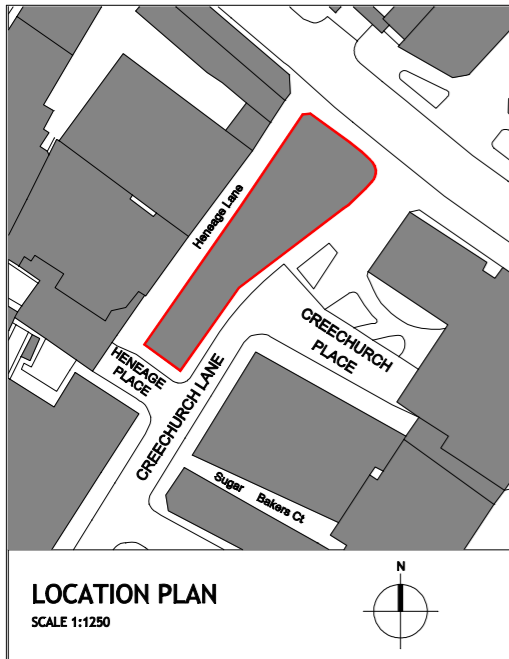 Heneage Lane
CREECHURCH
PLACE
HENEAGE
PLACE
CREECHURCH LANE
Sugar Bakers Ct
LOCATION PLAN
SCALE 1:1250
N